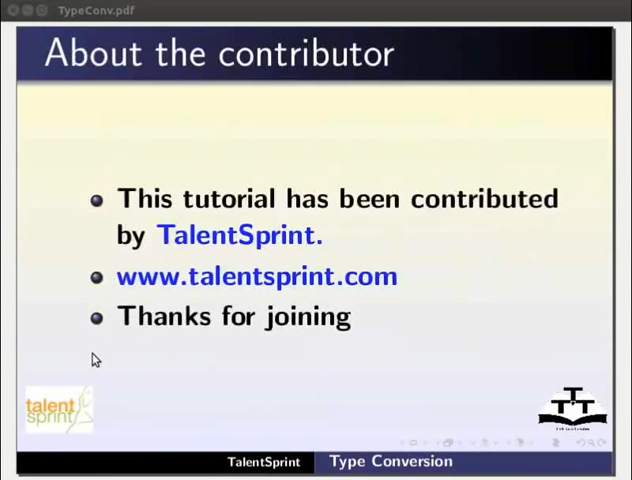 TypeConv.pdf
About the contributor
This tutorial has been contributed
by TalentSprint.
www.talentsprint.com
Thanks for joining
talent
sprint
TTT
TalentSprint
Type Conversion